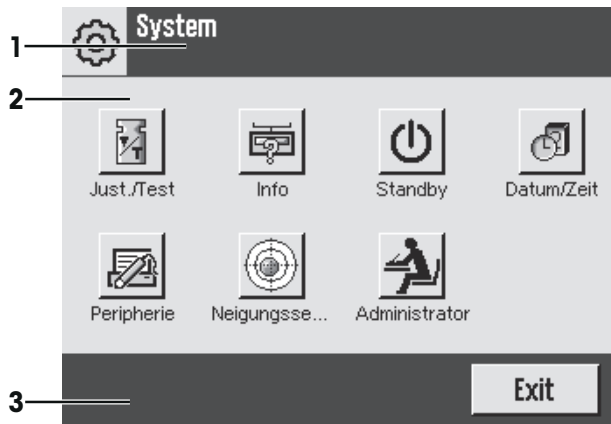 System
1
2
Just./Test Info Standby Datum/Zeit
Peripherie Neigungsse... Administrator
3
Exit